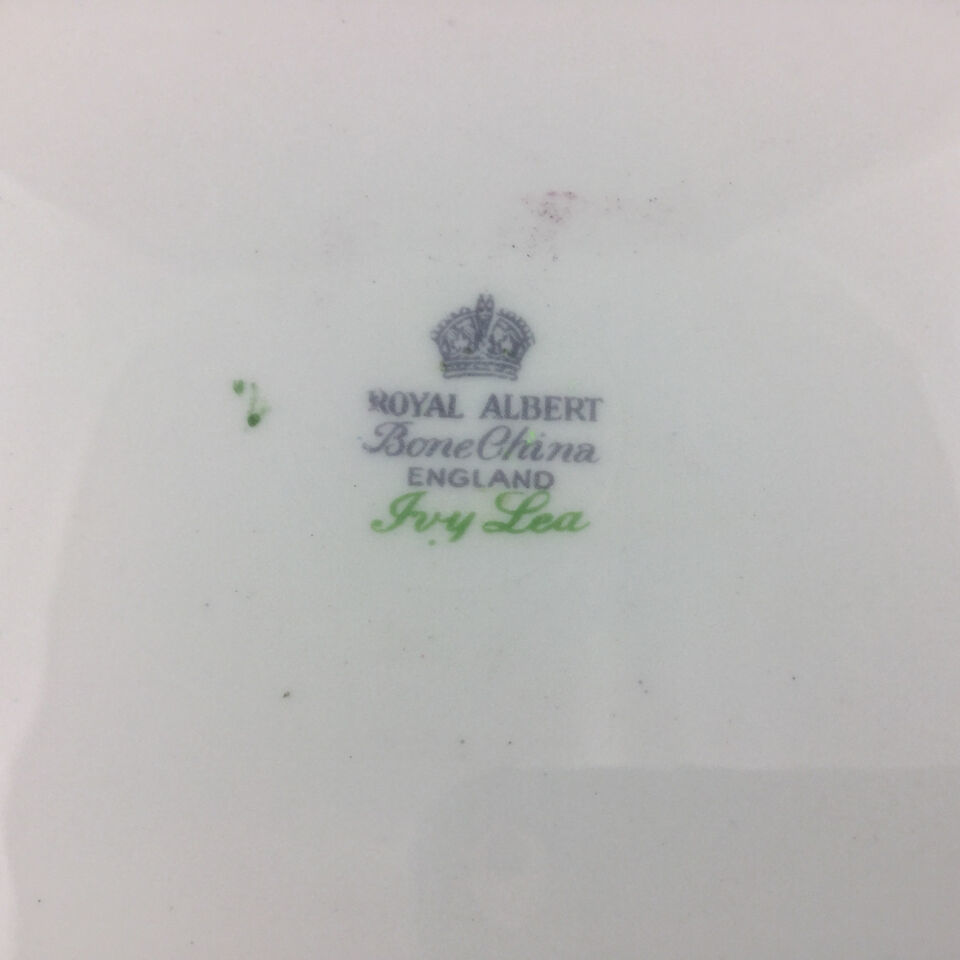 ROYAL ALBERT
Bone China
ENGLAND
Ivy Lea